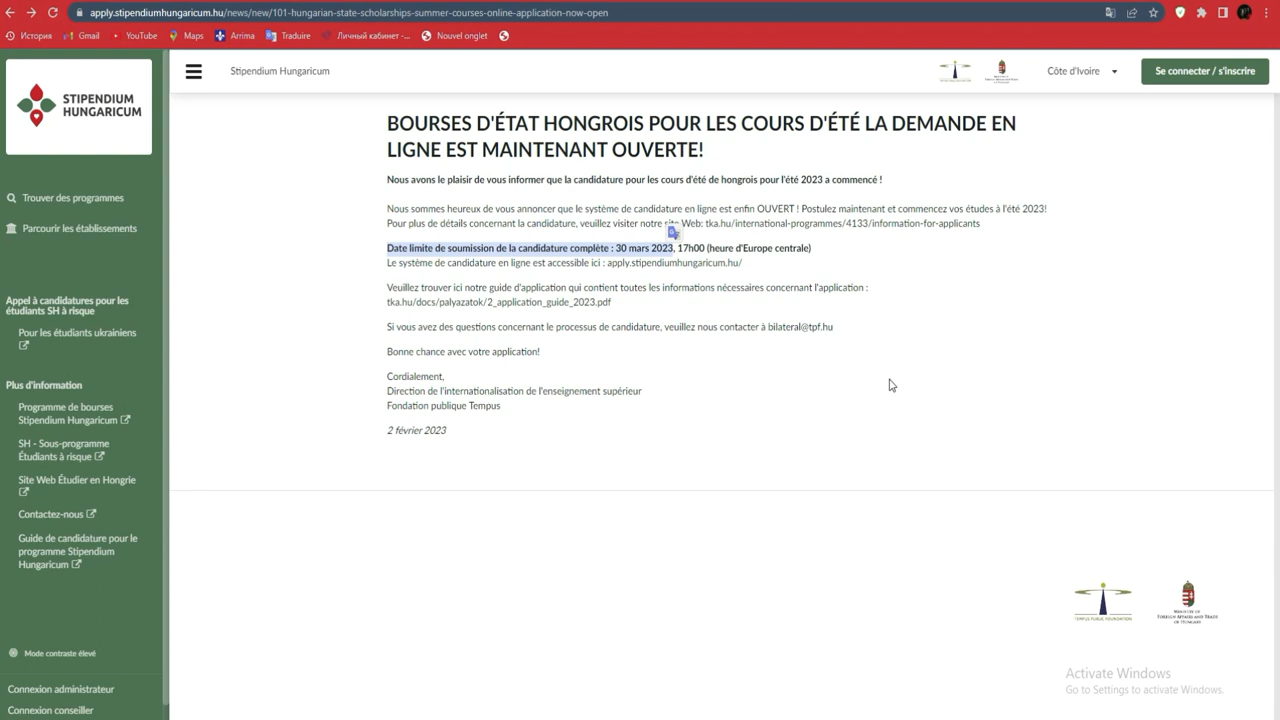 apply.stipendiumhungaricum.hu/news/new/101-hungarian-state-scholarships-summer-courses-online-application-now-open
История Gmail YouTube Maps Arrima Traduire Личный кабинет -... Nouvel onglet
STIPENDIUM
HUNGARICUM
Stipendium Hungaricum
Côte d'Ivoire
Se connecter / s'inscrire
Trouver des programmes
Parcourir les établissements
Appel à candidatures pour les
étudiants SH à risque
Pour les étudiants ukrainiens
Plus d'information
Programme de bourses
Stipendium Hungaricum
SH - Sous-programme
Étudiants à risque
Site Web Étudier en Hongrie
Contactez-nous
Guide de candidature pour le
programme Stipendium
Hungaricum
Mode contraste élevé
Connexion administrateur
Connexion conseiller
BOURSES D'ÉTAT HONGROIS POUR LES COURS D'ÉTÉ LA DEMANDE EN
LIGNE EST MAINTENANT OUVERTE!
Nous avons le plaisir de vous informer que la candidature pour les cours d'été de hongrois pour l'été 2023 a commencé !
Nous sommes heureux de vous annoncer que le système de candidature en ligne est enfin OUVERT ! Postulez maintenant et commencez vos études à l'été 2023!
Pour plus de détails concernant la candidature, veuillez visiter notre site Web: tka.hu/international-programmes/4133/information-for-applicants
Date limite de soumission de la candidature complète : 30 mars 2023, 17h00 (heure d'Europe centrale)
Le système de candidature en ligne est accessible ici : apply.stipendiumhungaricum.hu/
Veuillez trouver ici notre guide d'application qui contient toutes les informations nécessaires concernant l'application :
tka.hu/docs/palyazatok/2_application_guide_2023.pdf
Si vous avez des questions concernant le processus de candidature, veuillez nous contacter à bilateral@tpf.hu
Bonne chance avec votre application!
Cordialement,
Direction de l'internationalisation de l'enseignement supérieur
Fondation publique Tempus
2 février 2023
TEMPUS PUBLIC FOUNDATION
MINISTRY OF
FOREIGN AFFAIRS AND TRADE
OF HUNGARY
Activate Windows
Go to Settings to activate Windows.